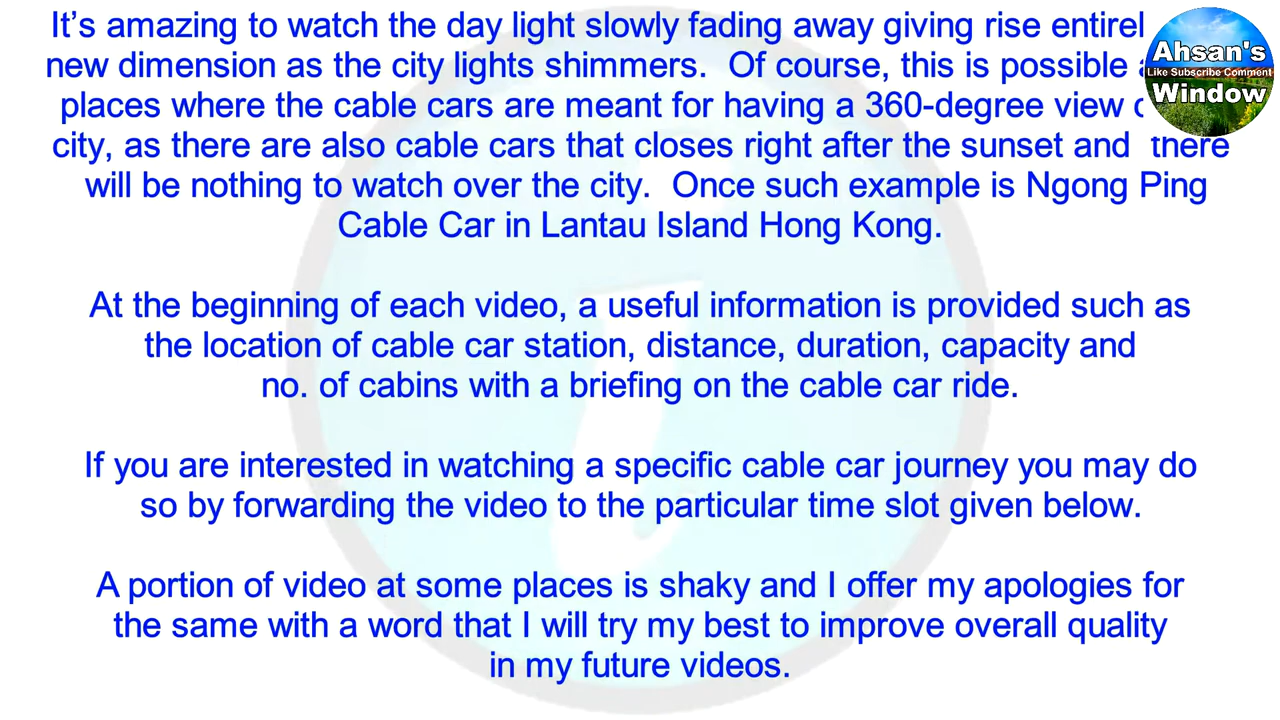 It’s amazing to watch the day light slowly fading away giving rise
new dimension as the city lights shimmers. Of course, this is possible
places where the cable cars are meant for having a 360-degree view
city, as there are also cable cars that closes right after the sunset and there
will be nothing to watch over the city. Once such example is Ngong Ping
Cable Car in Lantau Island Hong Kong.
At the beginning of each video, a useful information is provided such as
the location of cable car station, distance, duration, capacity and
no. of cabins with a briefing on the cable car ride.
If you are interested in watching a specific cable car journey you may do
so by forwarding the video to the particular time slot given below.
A portion of video at some places is shaky and I offer my apologies for
the same with a word that I will try my best to improve overall quality
in my future videos.
Ahsan's
Like Subscribe Comment
Window